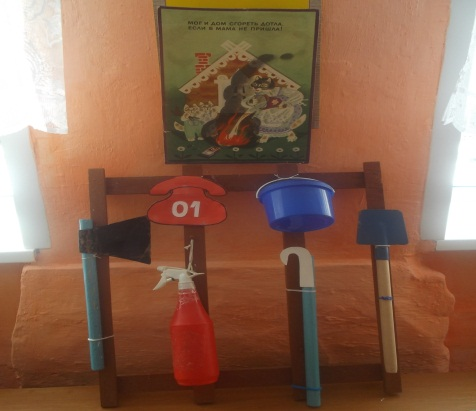 МОГ И ДОМ СГОРЕТЬ ДОТЛА,
ЕСЛИ Б МАМА НЕ ПРИШЛА!
01